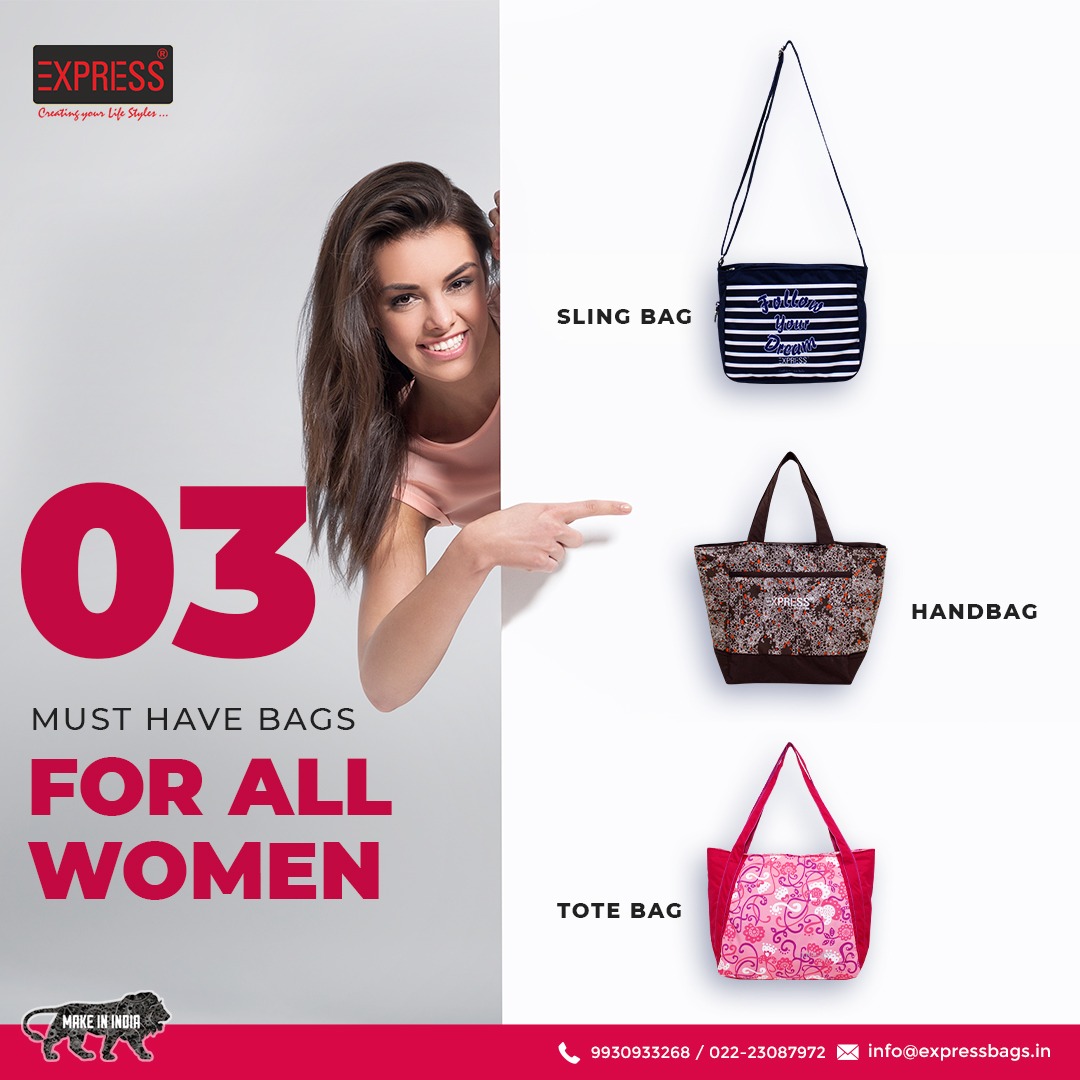 EXPRESS®
Creating your Life Styles ...
SLING BAG
Follow
Your
Dream
EXPRESS
03
EXPRESS
HANDBAG
MUST HAVE BAGS
FOR ALL
WOMEN
TOTE BAG
MAKE IN INDIA
9930933268 / 022-23087972 info@expressbags.in